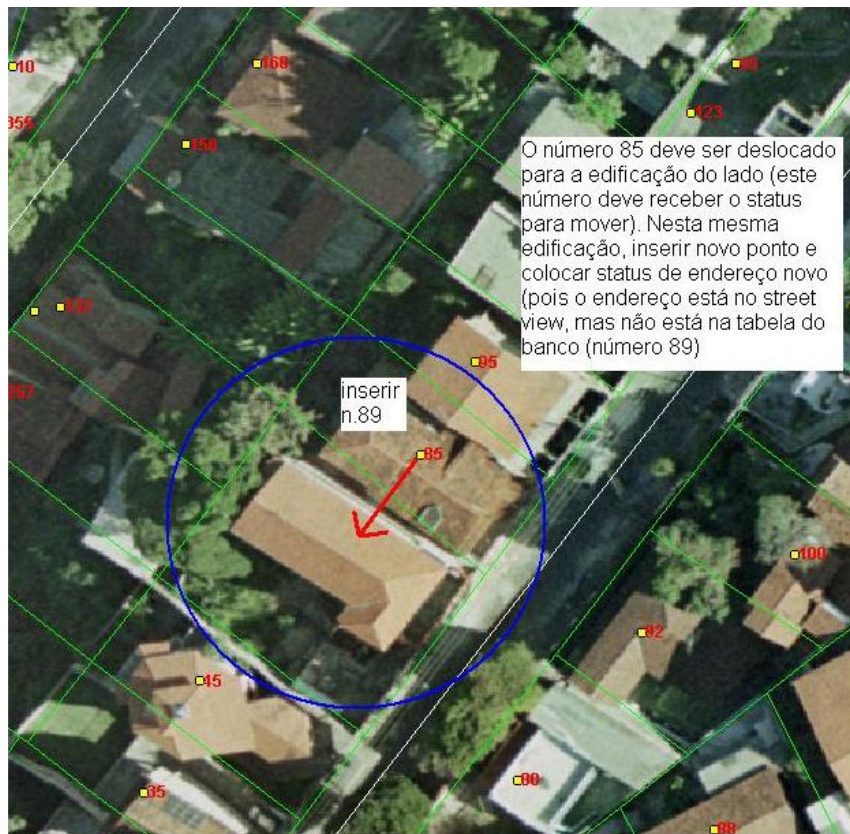 10
168
98
355
123
156
O número 85 deve ser deslocado
para a edificação do lado (este
número deve receber o status
para mover). Nesta mesma
edificação, inserir novo ponto e
colocar status de endereço novo
(pois o endereço está no street
view, mas não está na tabela do
banco (número 89)
95
inserir
n.89
85
100
92
45
80
35
88